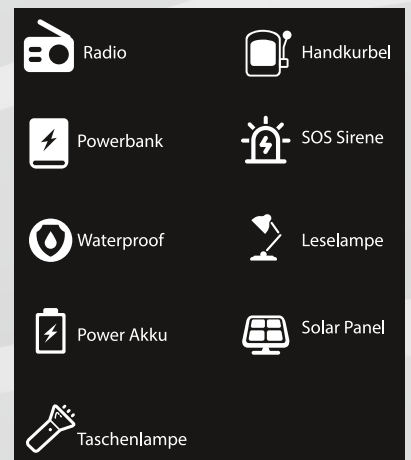 Radio
Handkurbel
Powerbank
SOS Sirene
Waterproof
Leselampe
Power Akku
Solar Panel
Taschenlampe